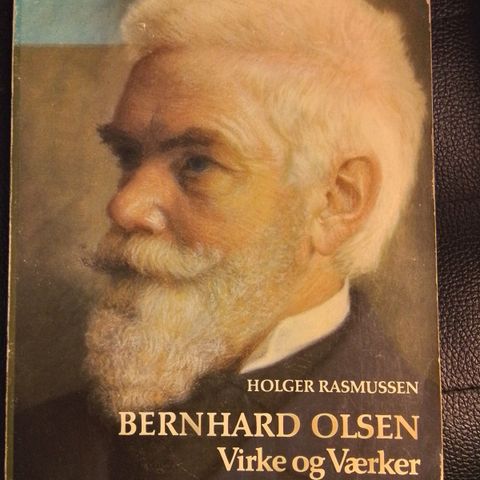 HOLGER RASMUSSEN
BERNHARD OLSEN
Virke og Værker